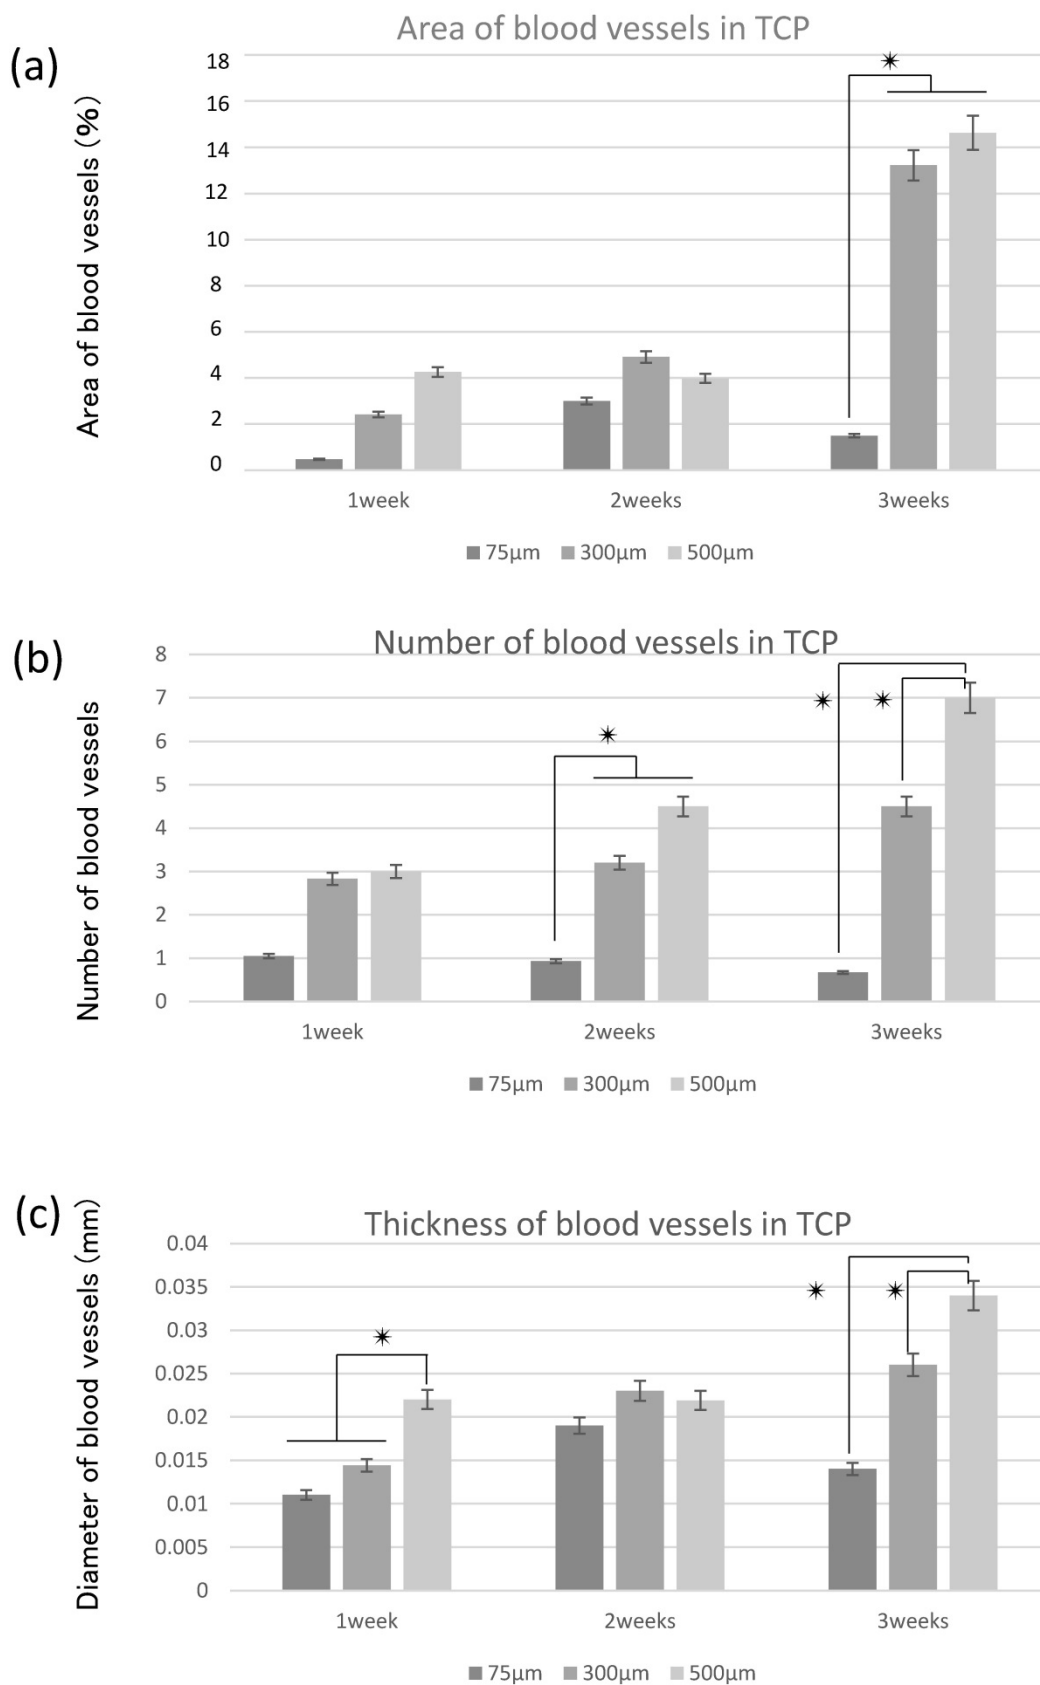 Area of blood vessels in TCP
(a)
Area of blood vessels (%)
18
16
14
12
10
8
6
4
2
0
1week 2weeks 3weeks
75µm 300µm 500µm
Number of blood vessels in TCP
(b)
Number of blood vessels
8
7
6
5
4
3
2
1
0
1week 2weeks 3weeks
75µm 300µm 500µm
(c)
Thickness of blood vessels in TCP
Diameter of blood vessels (mm)
0.04
0.035
0.03
0.025
0.02
0.015
0.01
0.005
0
1week 2weeks 3weeks
75µm 300µm 500µm